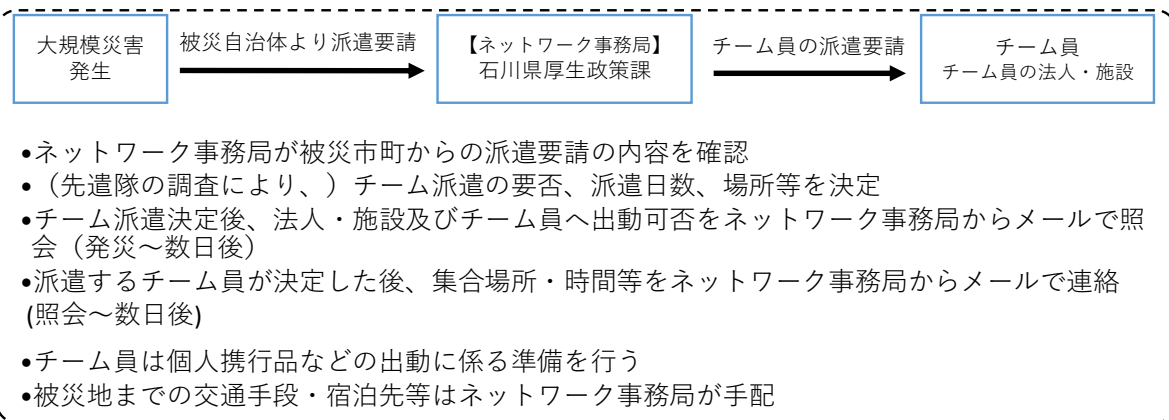 大規模災害
発生
被災自治体より派遣要請
【ネットワーク事務局】
石川県厚生政策課
チーム員の派遣要請
チーム員
チーム員の法人・施設
•ネットワーク事務局が被災市町からの派遣要請の内容を確認
•（先遣隊の調査により、）チーム派遣の要否、派遣日数、場所等を決定
•チーム派遣決定後、法人・施設及びチーム員へ出動可否をネットワーク事務局からメールで照
会（発災～数日後）
•派遣するチーム員が決定した後、集合場所・時間等をネットワーク事務局からメールで連絡
(照会～数日後)
•チーム員は個人携行品などの出動に係る準備を行う
•被災地までの交通手段・宿泊先等はネットワーク事務局が手配